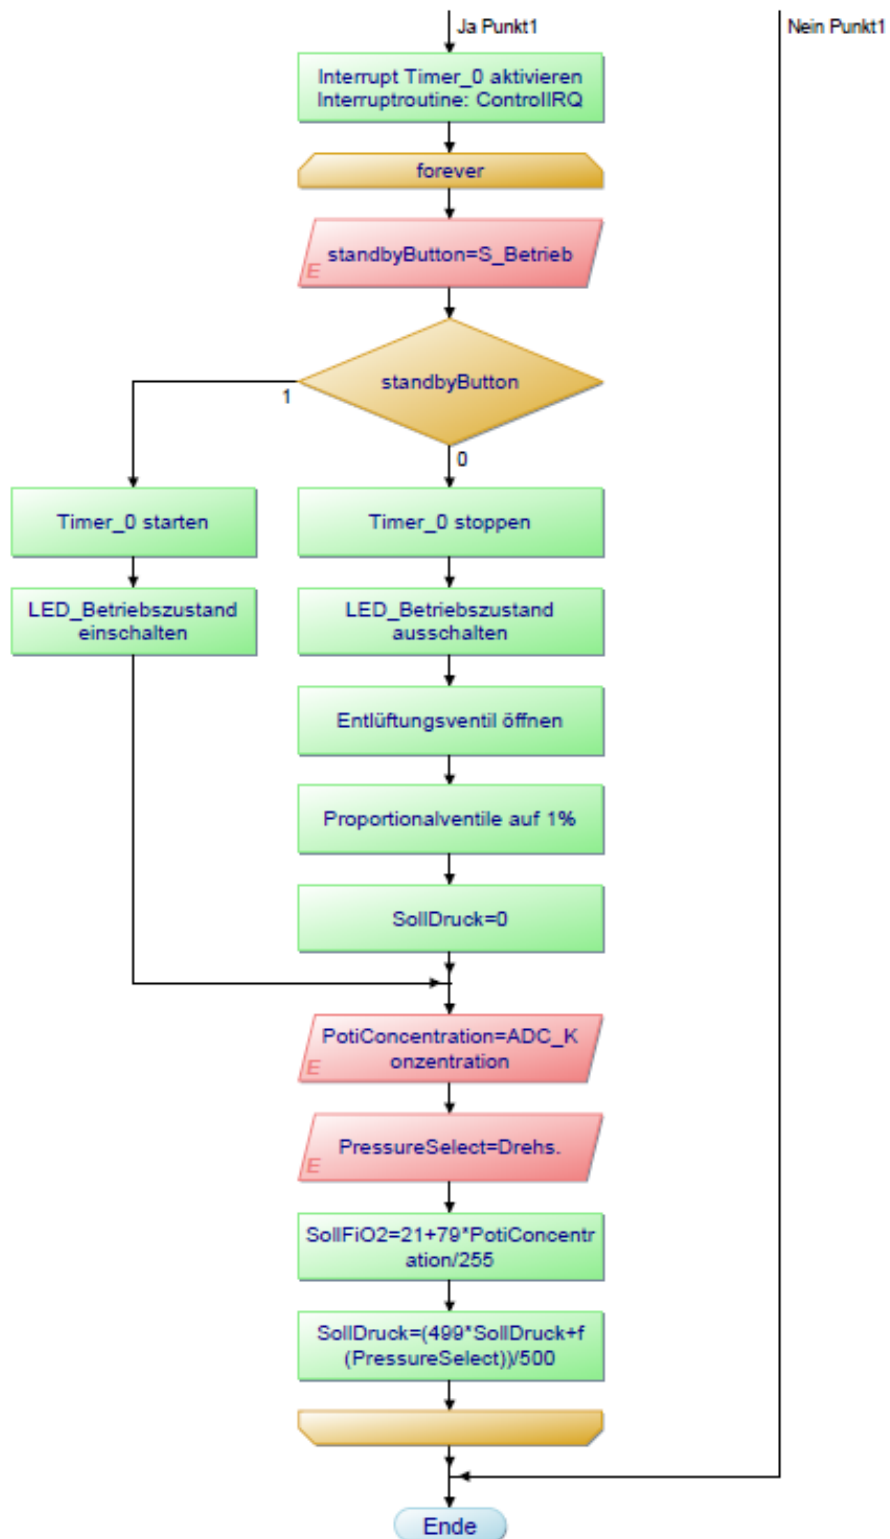 Ja Punkt1
Nein Punkt1
Interrupt Timer_0 aktivieren
Interruptroutine: ControlIRQ
forever
standbyButton=S_Betrieb
E
standbyButton
1
0
Timer_0 starten
Timer_0 stoppen
LED_Betriebszustand
einschalten
LED_Betriebszustand
ausschalten
Entlüftungsventil öffnen
Proportionalventile auf 1%
SollDruck=0
PotiConcentration=ADC_K
onzentration
E
PressureSelect=Drehs.
E
SollFiO2=21+79*PotiConcentr
ation/255
SollDruck=(499*SollDruck+f
(PressureSelect))/500
Ende